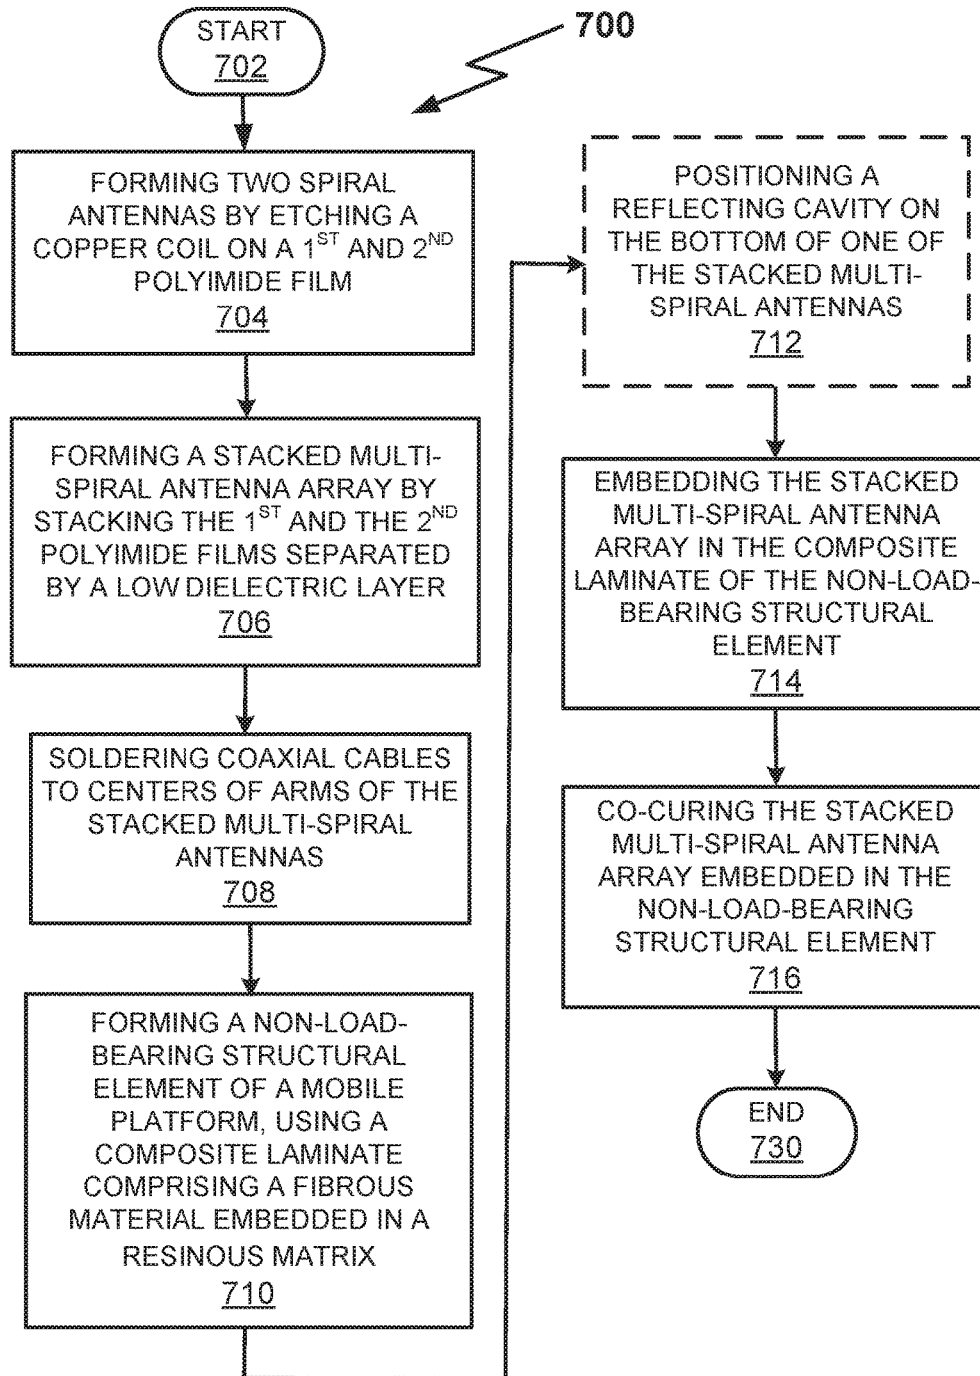 START
702
700
FORMING TWO SPIRAL
ANTENNAS BY ETCHING A
COPPER COIL ON A 1ST AND 2ND
POLYIMIDE FILM
704
FORMING A STACKED MULTI-
SPIRAL ANTENNA ARRAY BY
STACKING THE 1ST AND THE 2ND
POLYIMIDE FILMS SEPARATED
BY A LOW DIELECTRIC LAYER
706
SOLDERING COAXIAL CABLES
TO CENTERS OF ARMS OF THE
STACKED MULTI-SPIRAL
ANTENNAS
708
FORMING A NON-LOAD-
BEARING STRUCTURAL
ELEMENT OF A MOBILE
PLATFORM, USING A
COMPOSITE LAMINATE
COMPRISING A FIBROUS
MATERIAL EMBEDDED IN A
RESINOUS MATRIX
710
POSITIONING A
REFLECTING CAVITY ON
THE BOTTOM OF ONE OF
THE STACKED MULTI-
SPIRAL ANTENNAS
712
EMBEDDING THE STACKED
MULTI-SPIRAL ANTENNA
ARRAY IN THE COMPOSITE
LAMINATE OF THE NON-LOAD-
BEARING STRUCTURAL
ELEMENT
714
CO-CURING THE STACKED
MULTI-SPIRAL ANTENNA
ARRAY EMBEDDED IN THE
NON-LOAD-BEARING
STRUCTURAL ELEMENT
716
END
730